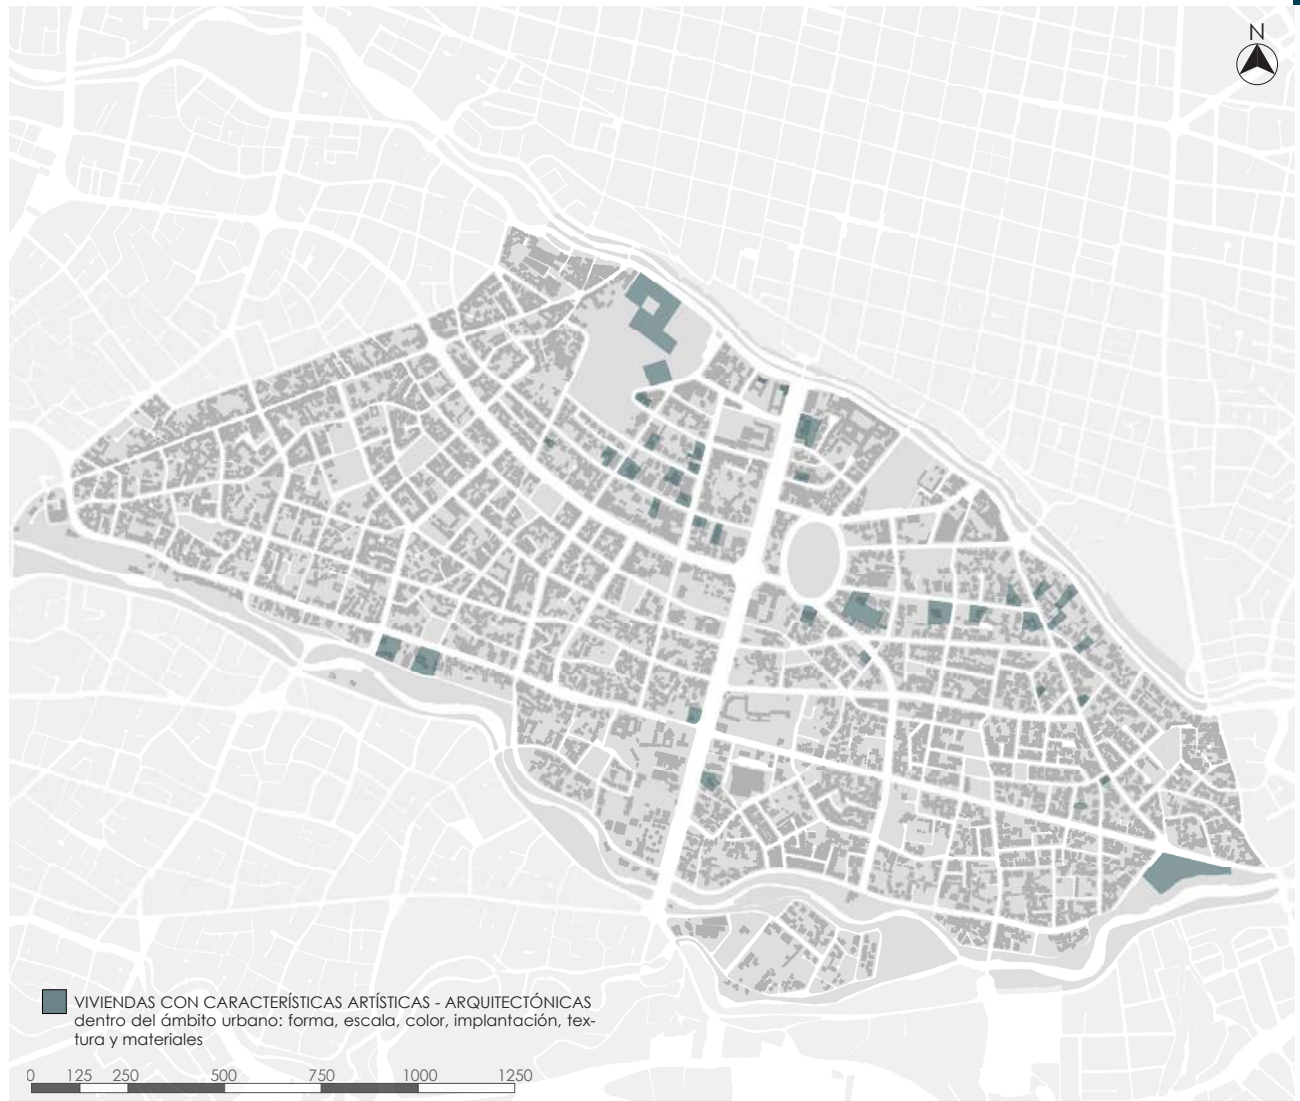 N
VIVIENDAS CON CARACTERÍSTICAS ARTÍSTICAS - ARQUITECTÓNICAS
dentro del ámbito urbano: forma, escala, color, implantación, tex-
tura y materiales
0 125 250 500 750 1000 1250